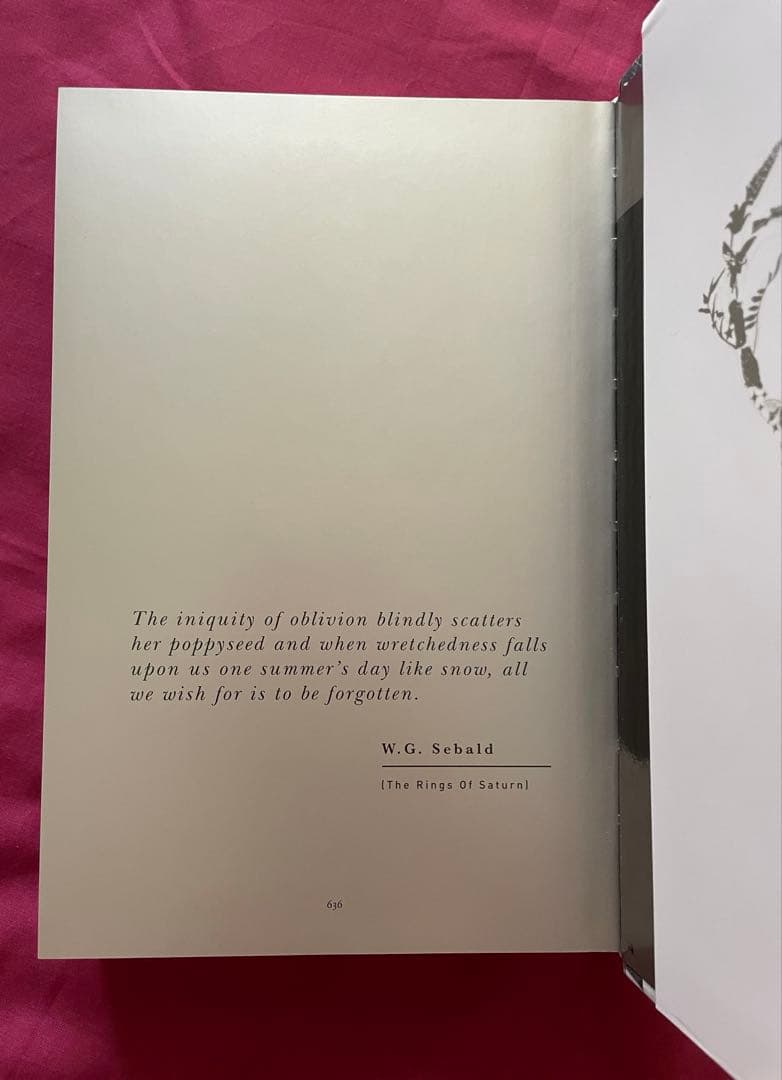 The iniquity of oblivion blindly scatters
her poppyseed and when wretchedness falls
upon us one summer's day like snow, all
we wish for is to be forgotten.
W.G. Sebald
[The Rings Of Saturn]
636